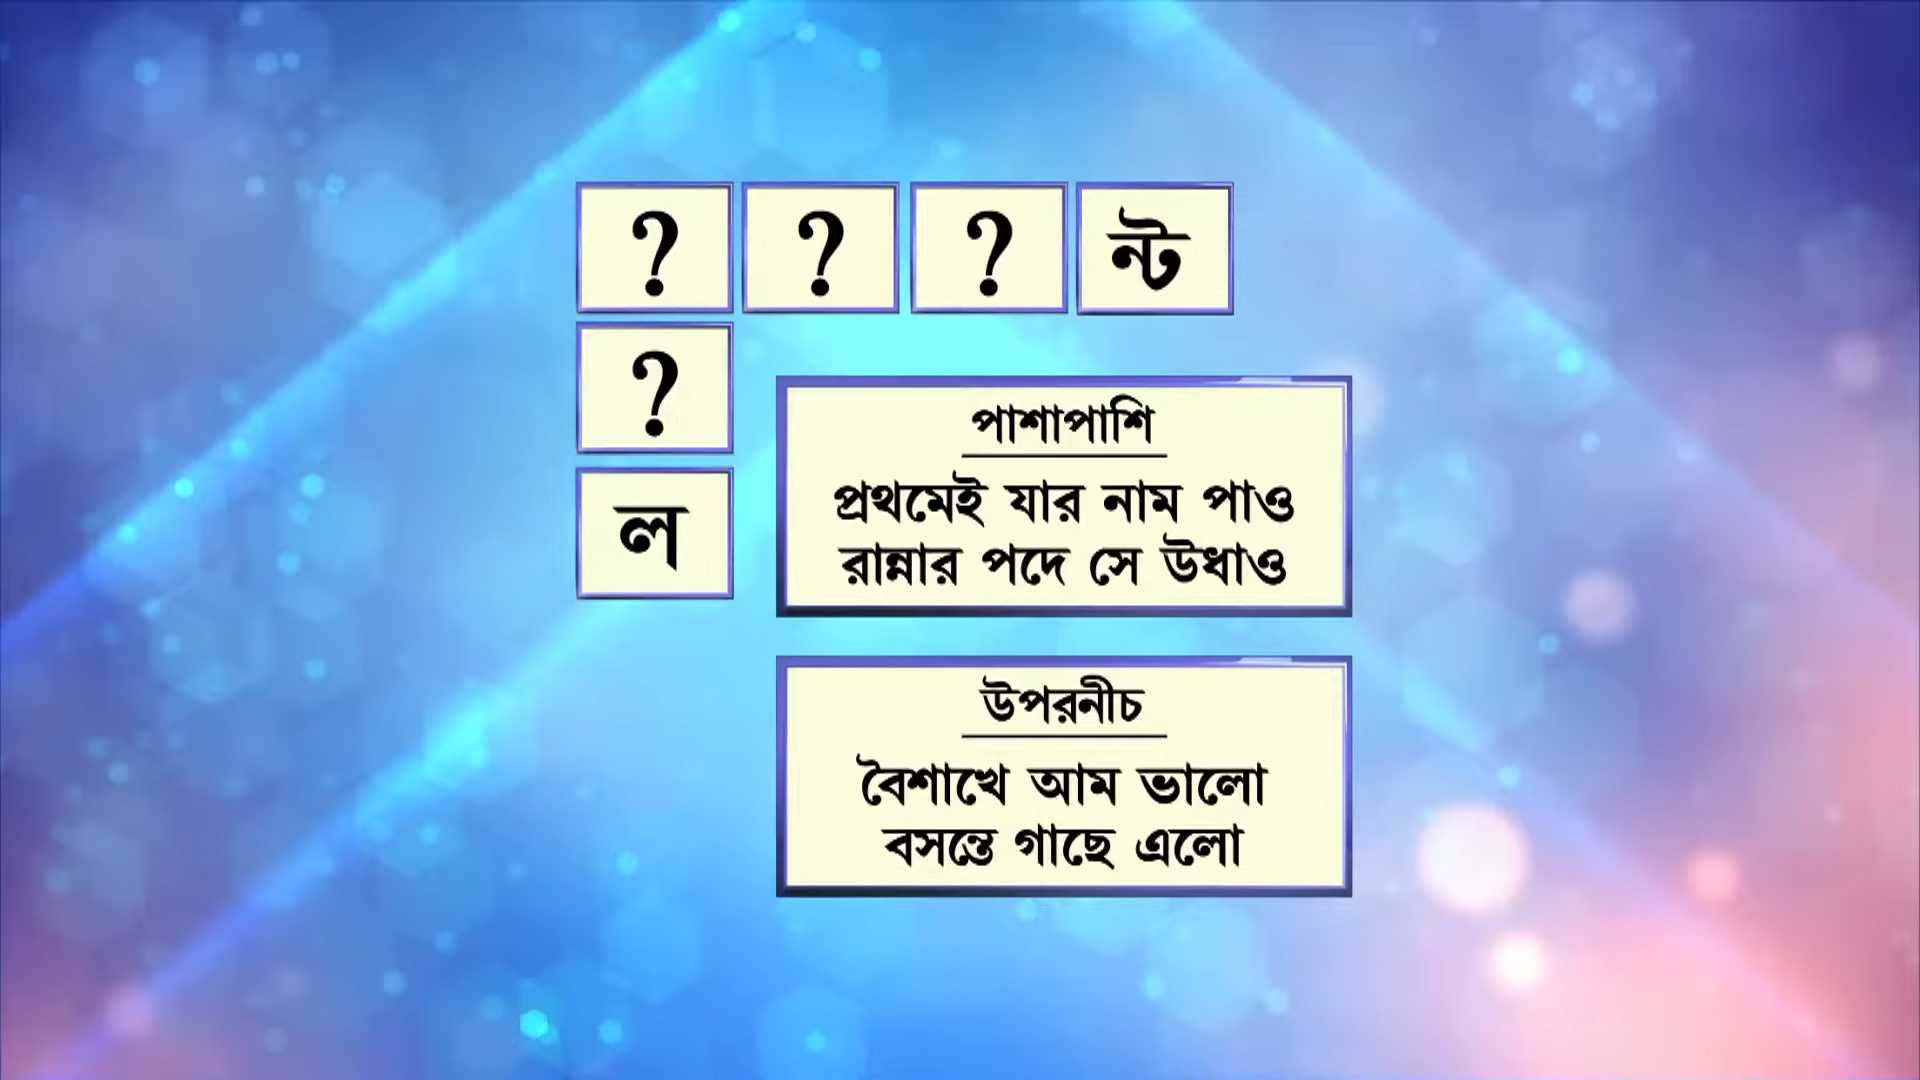 ? ? ? ন্ট
?
ল
পাশাপাশি
প্রথমেই যার নাম পাও
রান্নার পদে সে উধাও
উপরনীচ
বৈশাখে আম ভালো
বসন্তে গাছে এলো